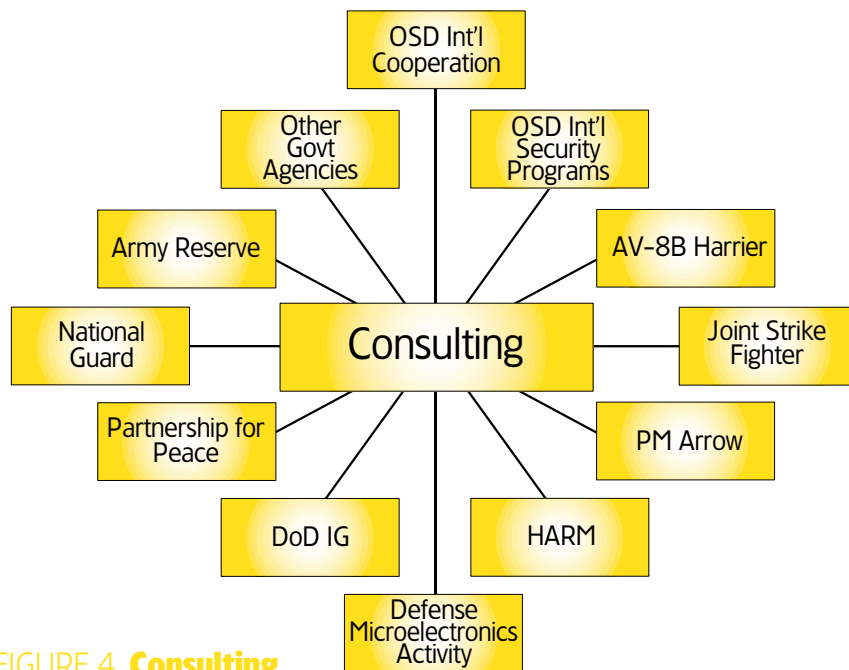 OSD Int'l
Cooperation
Other
Govt
Agencies
OSD Int'l
Security
Programs
Army Reserve
AV-8B Harrier
National
Guard
Consulting
Joint Strike
Fighter
Partnership for
Peace
PM Arrow
DoD IG
HARM
Defense
Microelectronics
Activity
FIGURE 4. Consulting